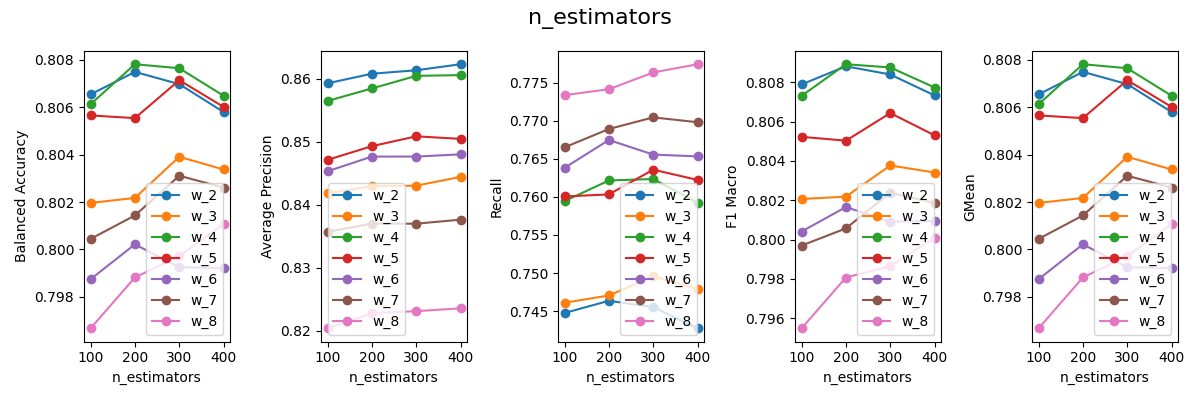 n_estimators
Balanced Accuracy
0.808
0.806
0.804
0.802
0.800
0.798
100
200
300
400
n_estimators
w_2
w_3
w_4
w_5
w_6
w_7
w_8
Average Precision
0.86
0.85
0.84
0.83
0.82
100
200
300
400
n_estimators
w_2
w_3
w_4
w_5
w_6
w_7
w_8
Recall
0.775
0.770
0.765
0.760
0.755
0.750
0.745
100
200
300
400
n_estimators
w_2
w_3
w_4
w_5
w_6
w_7
w_8
F1 Macro
0.808
0.806
0.804
0.802
0.800
0.798
0.796
100
200
300
400
n_estimators
w_2
w_3
w_4
w_5
w_6
w_7
w_8
GMean
0.808
0.806
0.804
0.802
0.800
0.798
100
200
300
400
n_estimators
w_2
w_3
w_4
w_5
w_6
w_7
w_8